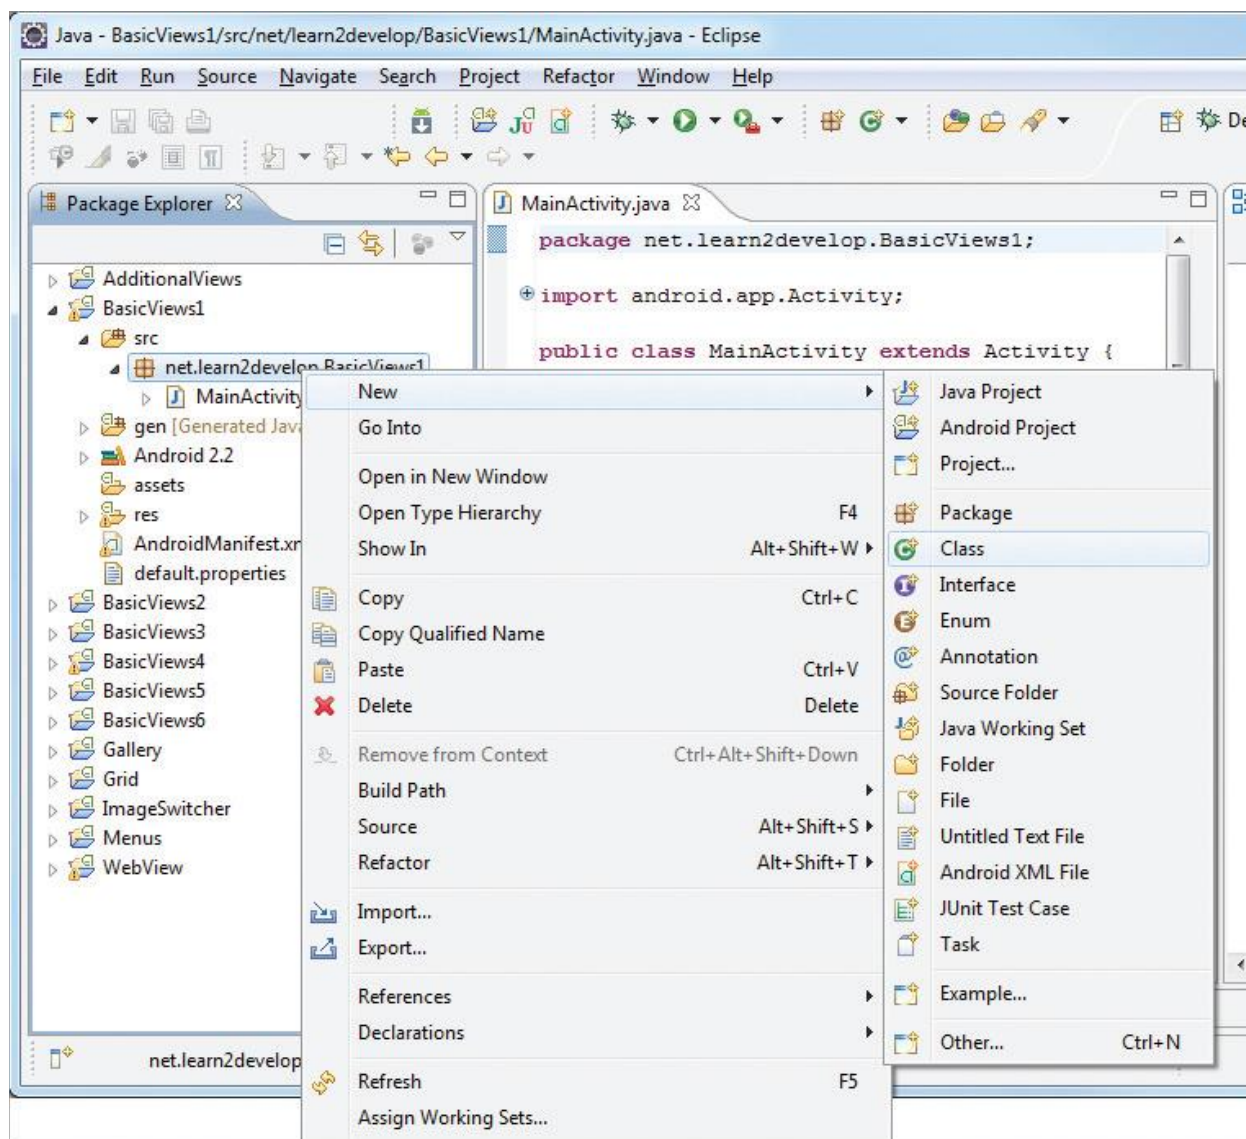 Java - BasicViews1/src/net/learn2develop/BasicViews1/MainActivity.java - Eclipse
File Edit Run Source Navigate Search Project Refactor Window Help
De
Package Explorer
MainActivity.java
package net.learn2develop.BasicViews1;
import android.app.Activity;
public class MainActivity extends Activity {
AdditionalViews
BasicViews1
src
net.learn2develop.BasicViews1
MainActivity
gen [Generated Java
Android 2.2
assets
res
AndroidManifest.xm
default.properties
BasicViews2
BasicViews3
BasicViews4
BasicViews5
BasicViews6
Gallery
Grid
ImageSwitcher
Menus
WebView
net.learn2develop
New
Go Into
Open in New Window
Open Type Hierarchy F4
Show In Alt+Shift+W
Copy Ctrl+C
Copy Qualified Name
Paste Ctrl+V
Delete Delete
Remove from Context Ctrl+Alt+Shift+Down
Build Path
Source Alt+Shift+S
Refactor Alt+Shift+T
Import...
Export...
References
Declarations
Refresh F5
Assign Working Sets...
Java Project
Android Project
Project...
Package
Class
Interface
Enum
Annotation
Source Folder
Java Working Set
Folder
File
Untitled Text File
Android XML File
JUnit Test Case
Task
Example...
Other... Ctrl+N